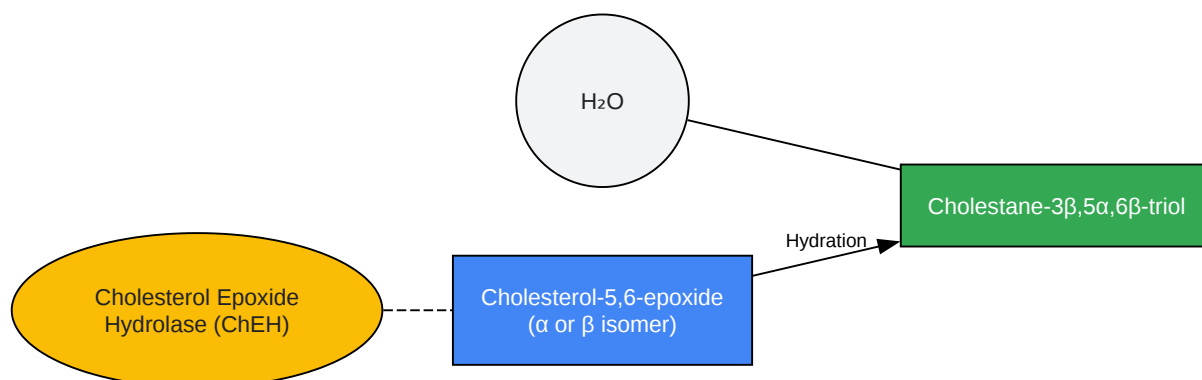 H₂O
Cholestane-3β,5α,6β-triol
Hydration
Cholesterol Epoxide
Hydrolase (ChEH)
Cholesterol-5,6-epoxide
(α or β isomer)